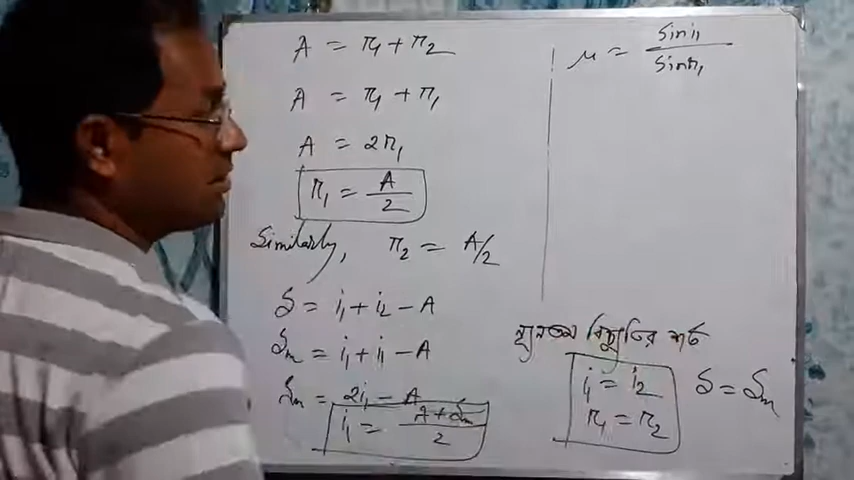 A = r₁ + r₂
A = r₁ + r₁
A = 2r₁
r₁ = A/2
Similarly, r₂ = A/2
δ = i₁ + i₂ - A
δₘ = i₁ + i₁ - A
δₘ = 2i₁ - A
i₁ = (A + δₘ)/2
μ = sin i₁ / sin r₁
ন্যূনতম বিচ্যুতির শর্ত
i₁ = i₂
r₁ = r₂
δ = δₘ